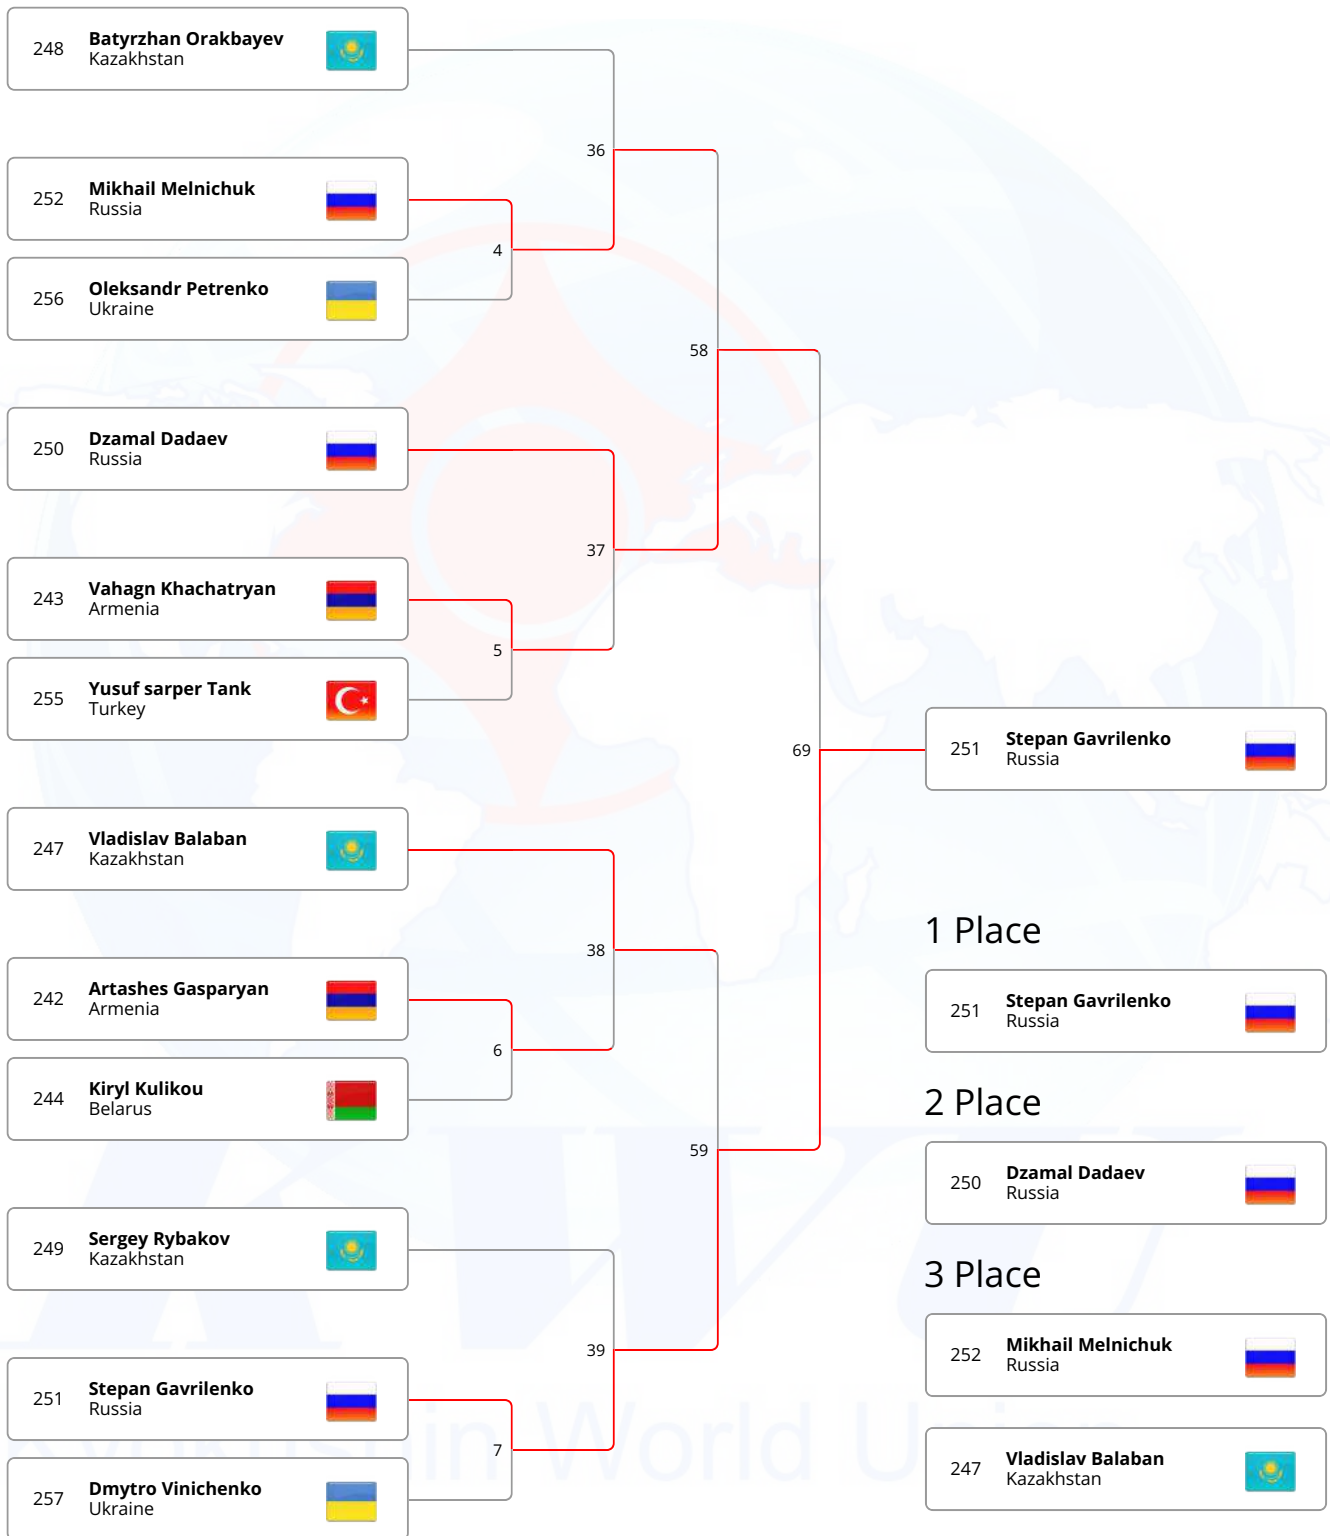 248
Batyrzhan Orakbayev
Kazakhstan
36
252
Mikhail Melnichuk
Russia
4
256
Oleksandr Petrenko
Ukraine
58
250
Dzamal Dadaev
Russia
37
243
Vahagn Khachatryan
Armenia
5
255
Yusuf sarper Tank
Turkey
69
251
Stepan Gavrilenko
Russia
247
Vladislav Balaban
Kazakhstan
38
242
Artashes Gasparyan
Armenia
6
244
Kiryl Kulikou
Belarus
59
249
Sergey Rybakov
Kazakhstan
39
251
Stepan Gavrilenko
Russia
7
257
Dmytro Vinichenko
Ukraine
1 Place
251
Stepan Gavrilenko
Russia
2 Place
250
Dzamal Dadaev
Russia
3 Place
252
Mikhail Melnichuk
Russia
247
Vladislav Balaban
Kazakhstan
KWU
Kyokushin World Union